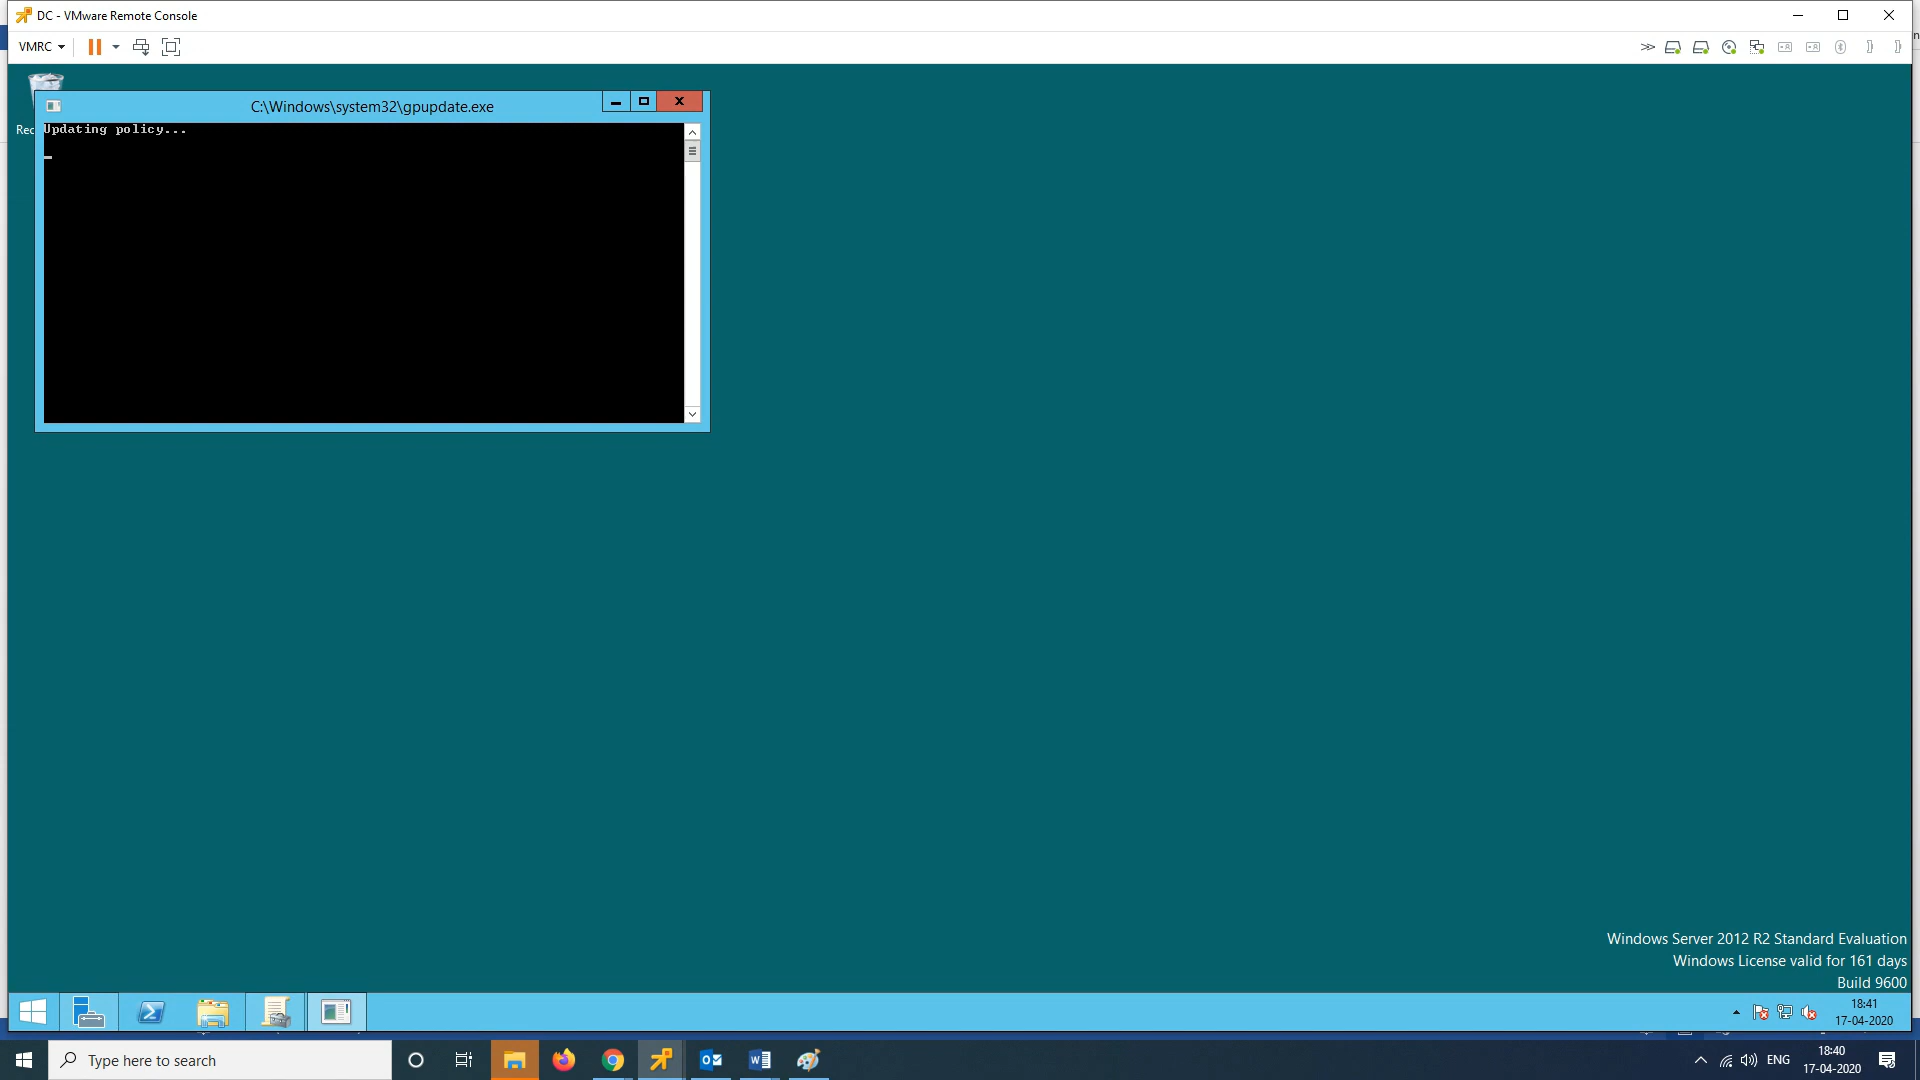 DC - VMware Remote Console
VMRC
C:\Windows\system32\gpupdate.exe
Rec
Updating policy...
Windows Server 2012 R2 Standard Evaluation
Windows License valid for 161 days
Build 9600
18:41
17-04-2020
Type here to search
ENG
18:40
17-04-2020